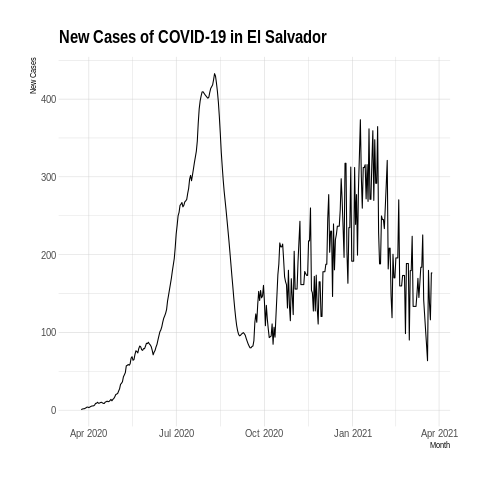 New Cases of COVID-19 in El Salvador
New Cases
400
300
200
100
0
Apr 2020 Jul 2020 Oct 2020 Jan 2021 Apr 2021
Month